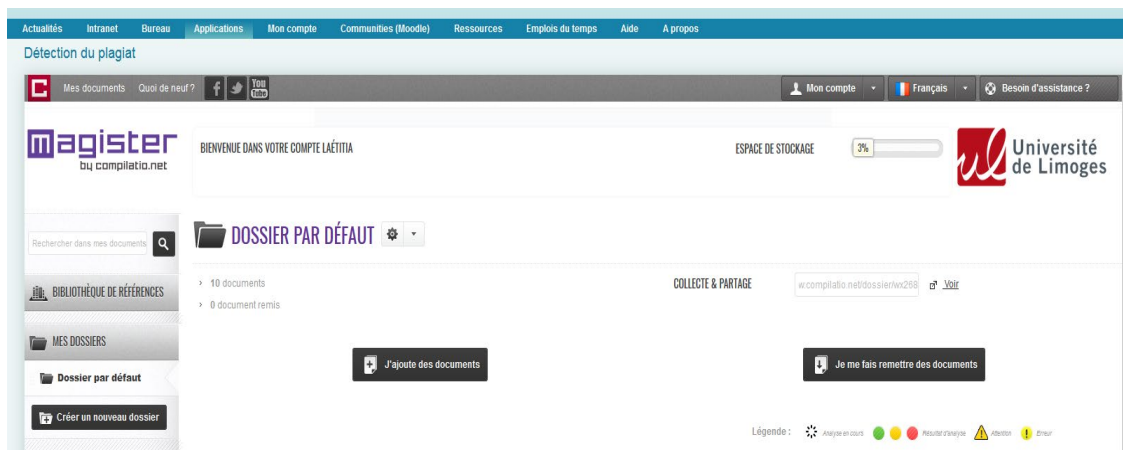 Actualités Intranet Bureau Applications Mon compte Communities (Moodle) Ressources Emplois du temps Aide A propos
Détection du plagiat
C Mes documents Quoi de neuf ? f You Tube Mon compte Français Besoin d'assistance ?
magister
by compilatio.net
BIENVENUE DANS VOTRE COMPTE LAËTITIA
ESPACE DE STOCKAGE 3%
ul Université
de Limoges
Rechercher dans mes documents
DOSSIER PAR DÉFAUT
BIBLIOTHÈQUE DE RÉFÉRENCES
> 10 documents
> 0 document remis
COLLECTE & PARTAGE w.compilatio.net/dossier/wx268 Voir
MES DOSSIERS
Dossier par défaut
Créer un nouveau dossier
J'ajoute des documents
Je me fais remettre des documents
Légende : Analyse en cours Résultat d'analyse Attention Erreur